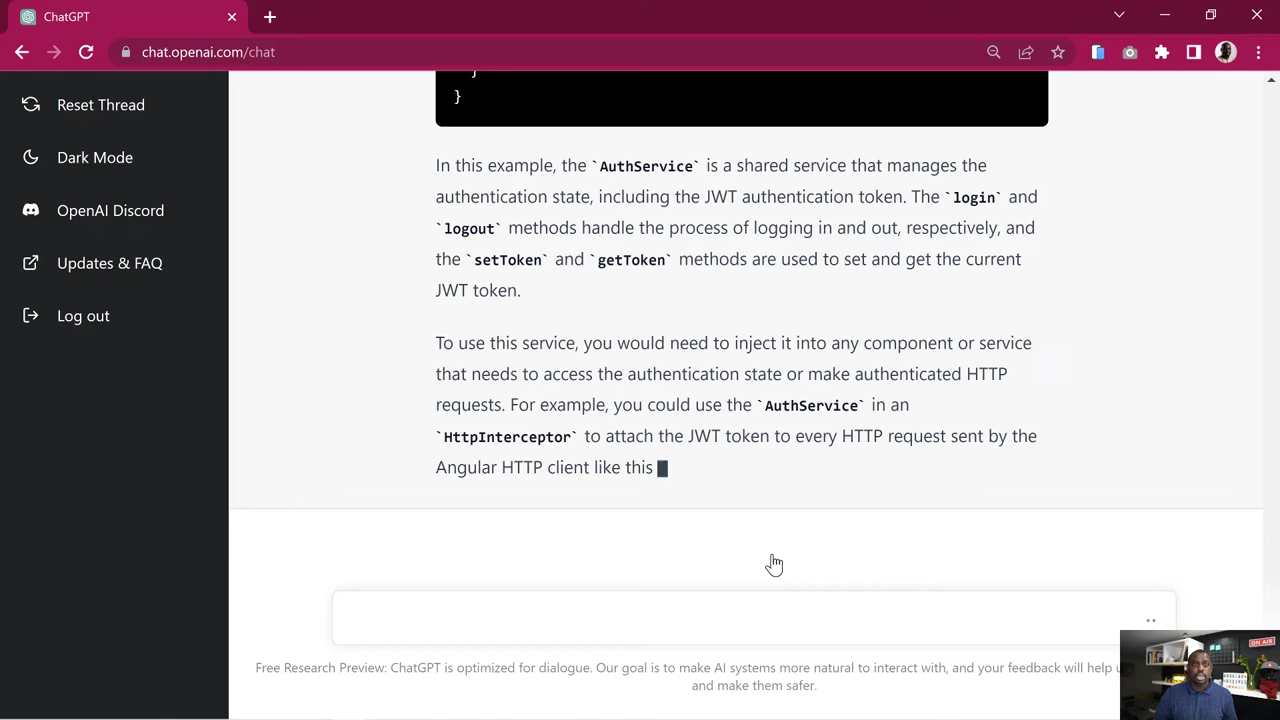 ChatGPT
chat.openai.com/chat
Reset Thread
Dark Mode
OpenAI Discord
Updates & FAQ
Log out
}
}
In this example, the `AuthService` is a shared service that manages the
authentication state, including the JWT authentication token. The `login` and
`logout` methods handle the process of logging in and out, respectively, and
the `setToken` and `getToken` methods are used to set and get the current
JWT token.
To use this service, you would need to inject it into any component or service
that needs to access the authentication state or make authenticated HTTP
requests. For example, you could use the `AuthService` in an
`HttpInterceptor` to attach the JWT token to every HTTP request sent by the
Angular HTTP client like this
Free Research Preview: ChatGPT is optimized for dialogue. Our goal is to make AI systems more natural to interact with, and your feedback will help
and make them safer.
ON AIR